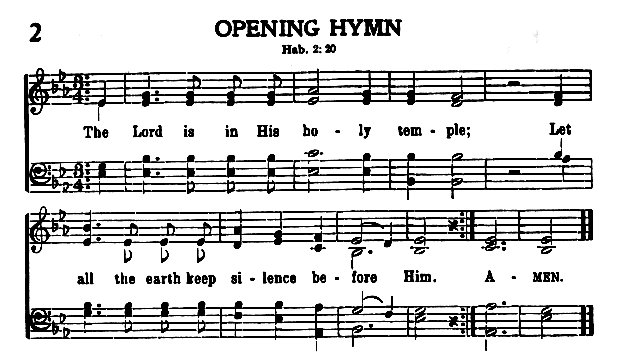 2
OPENING HYMN
Hab. 2: 20
The Lord is in His ho - ly tem - ple; Let
all the earth keep si - lence be - fore Him. A - MEN.